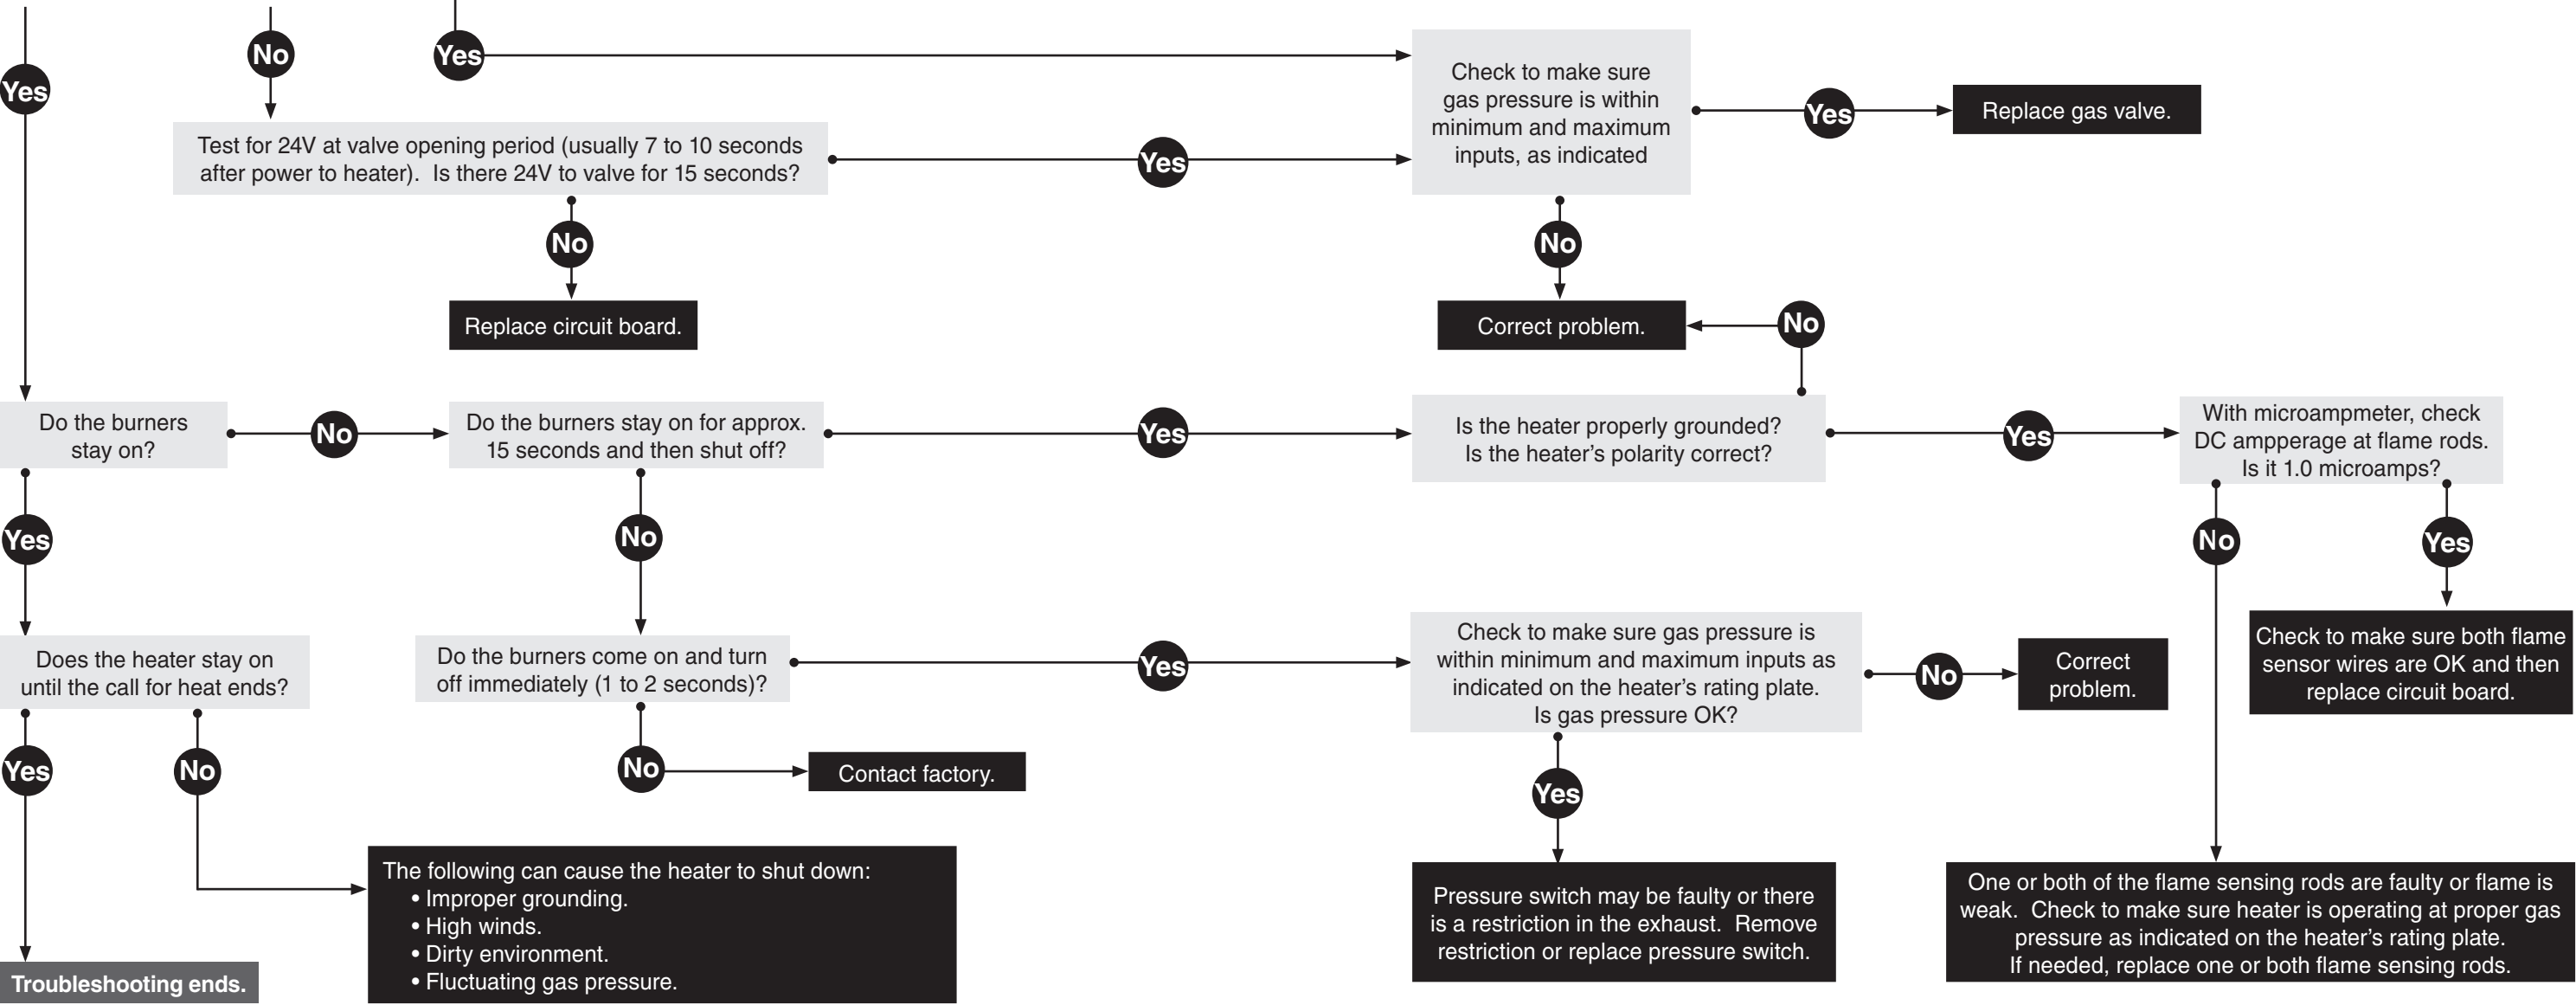 No
Yes
Yes
Check to make sure
gas pressure is within
minimum and maximum
inputs, as indicated
Yes
Replace gas valve.
Test for 24V at valve opening period (usually 7 to 10 seconds
after power to heater).  Is there 24V to valve for 15 seconds?
Yes
No
No
Replace circuit board.
Correct problem.
No
Do the burners
stay on?
No
Do the burners stay on for approx.
15 seconds and then shut off?
Yes
Is the heater properly grounded?
Is the heater’s polarity correct?
Yes
With microampmeter, check
DC ampperage at flame rods.
Is it 1.0 microamps?
Yes
No
No
Yes
Does the heater stay on
until the call for heat ends?
Do the burners come on and turn
off immediately (1 to 2 seconds)?
Yes
Check to make sure gas pressure is
within minimum and maximum inputs as
indicated on the heater’s rating plate.
Is gas pressure OK?
No
Correct
problem.
Check to make sure both flame
sensor wires are OK and then
replace circuit board.
Yes
No
No
Contact factory.
Yes
The following can cause the heater to shut down:
• Improper grounding.
• High winds.
• Dirty environment.
• Fluctuating gas pressure.
Pressure switch may be faulty or there
is a restriction in the exhaust.  Remove
restriction or replace pressure switch.
One or both of the flame sensing rods are faulty or flame is
weak.  Check to make sure heater is operating at proper gas
pressure as indicated on the heater’s rating plate.
If needed, replace one or both flame sensing rods.
Troubleshooting ends.